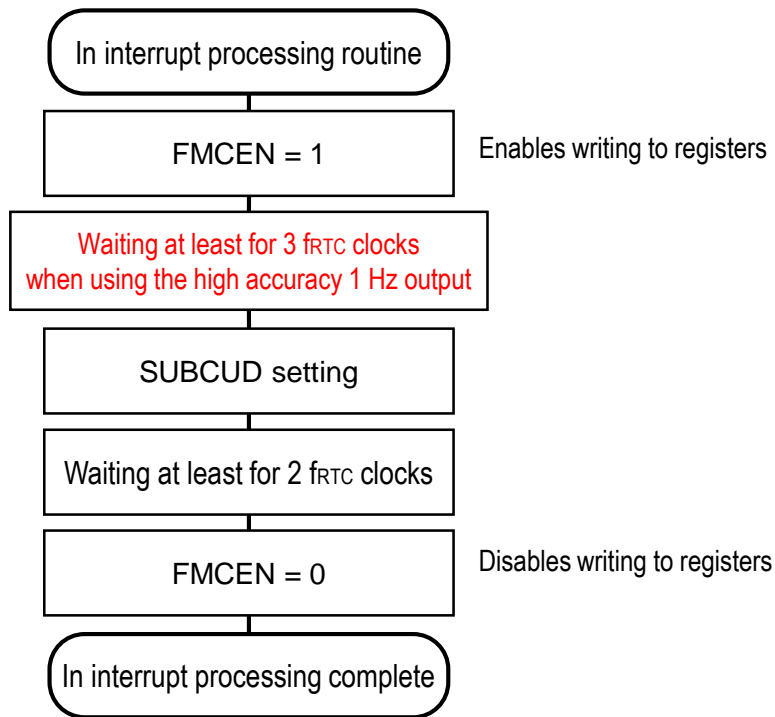 In interrupt processing routine
FMCEN = 1
Enables writing to registers
Waiting at least for 3 fRTC clocks
when using the high accuracy 1 Hz output
SUBCUD setting
Waiting at least for 2 fRTC clocks
FMCEN = 0
Disables writing to registers
In interrupt processing complete